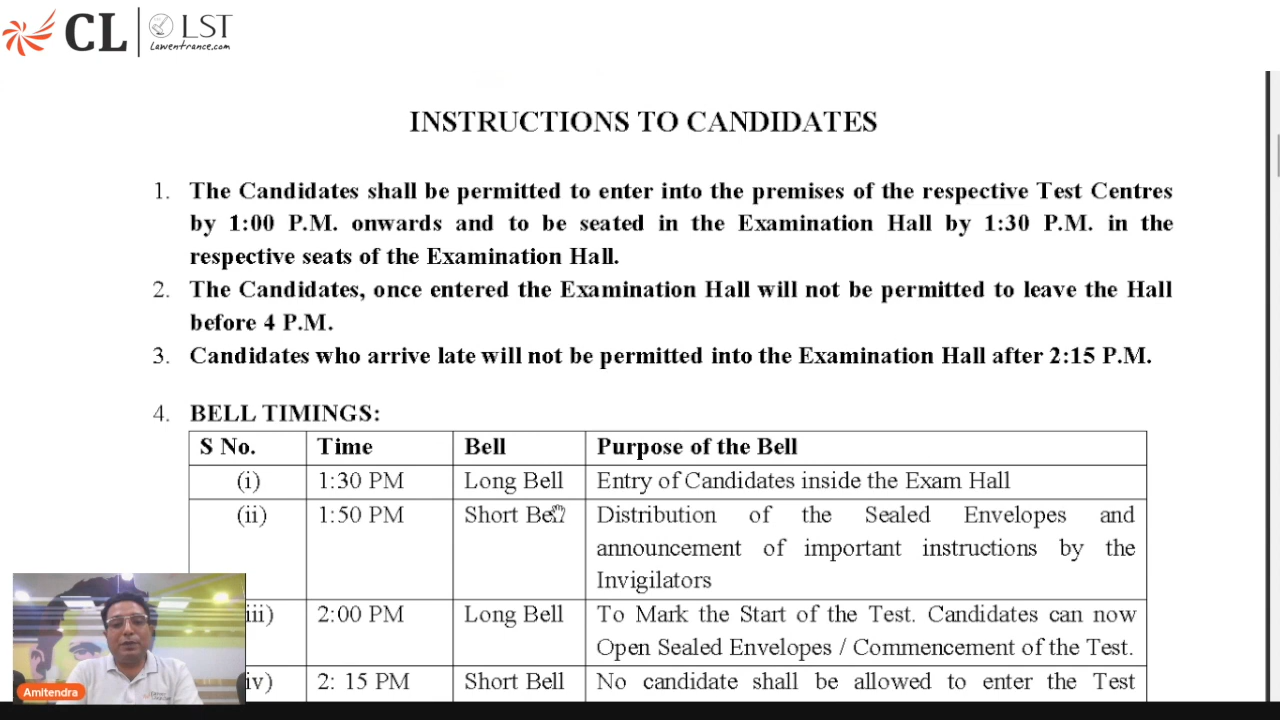 CL LST
Lawentrance.com
INSTRUCTIONS TO CANDIDATES
1. The Candidates shall be permitted to enter into the premises of the respective Test Centres
by 1:00 P.M. onwards and to be seated in the Examination Hall by 1:30 P.M. in the
respective seats of the Examination Hall.
2. The Candidates, once entered the Examination Hall will not be permitted to leave the Hall
before 4 P.M.
3. Candidates who arrive late will not be permitted into the Examination Hall after 2:15 P.M.
4. BELL TIMINGS:
S No. Time Bell Purpose of the Bell
(i) 1:30 PM Long Bell Entry of Candidates inside the Exam Hall
(ii) 1:50 PM Short Bell Distribution of the Sealed Envelopes and
announcement of important instructions by the
Invigilators
iii) 2:00 PM Long Bell To Mark the Start of the Test. Candidates can now
Open Sealed Envelopes / Commencement of the Test.
iv) 2: 15 PM Short Bell No candidate shall be allowed to enter the Test
Amitendra